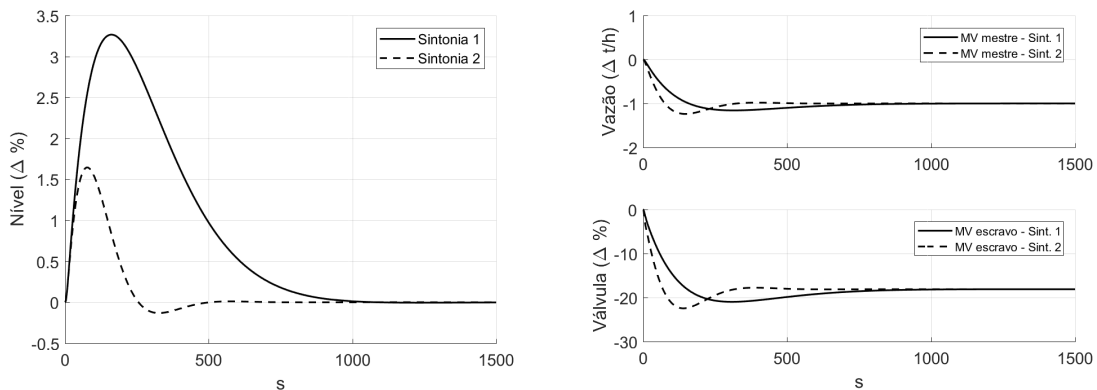 3.5
3
2.5
2
1.5
1
0.5
0
-0.5
Nível (Δ %)
Sintonia 1
Sintonia 2
0 500 1000 1500
s
1
0
-1
-2
Vazão (Δ t/h)
MV mestre - Sint. 1
MV mestre - Sint. 2
0 500 1000 1500
0
-10
-20
-30
Válvula (Δ %)
MV escravo - Sint. 1
MV escravo - Sint. 2
0 500 1000 1500
s